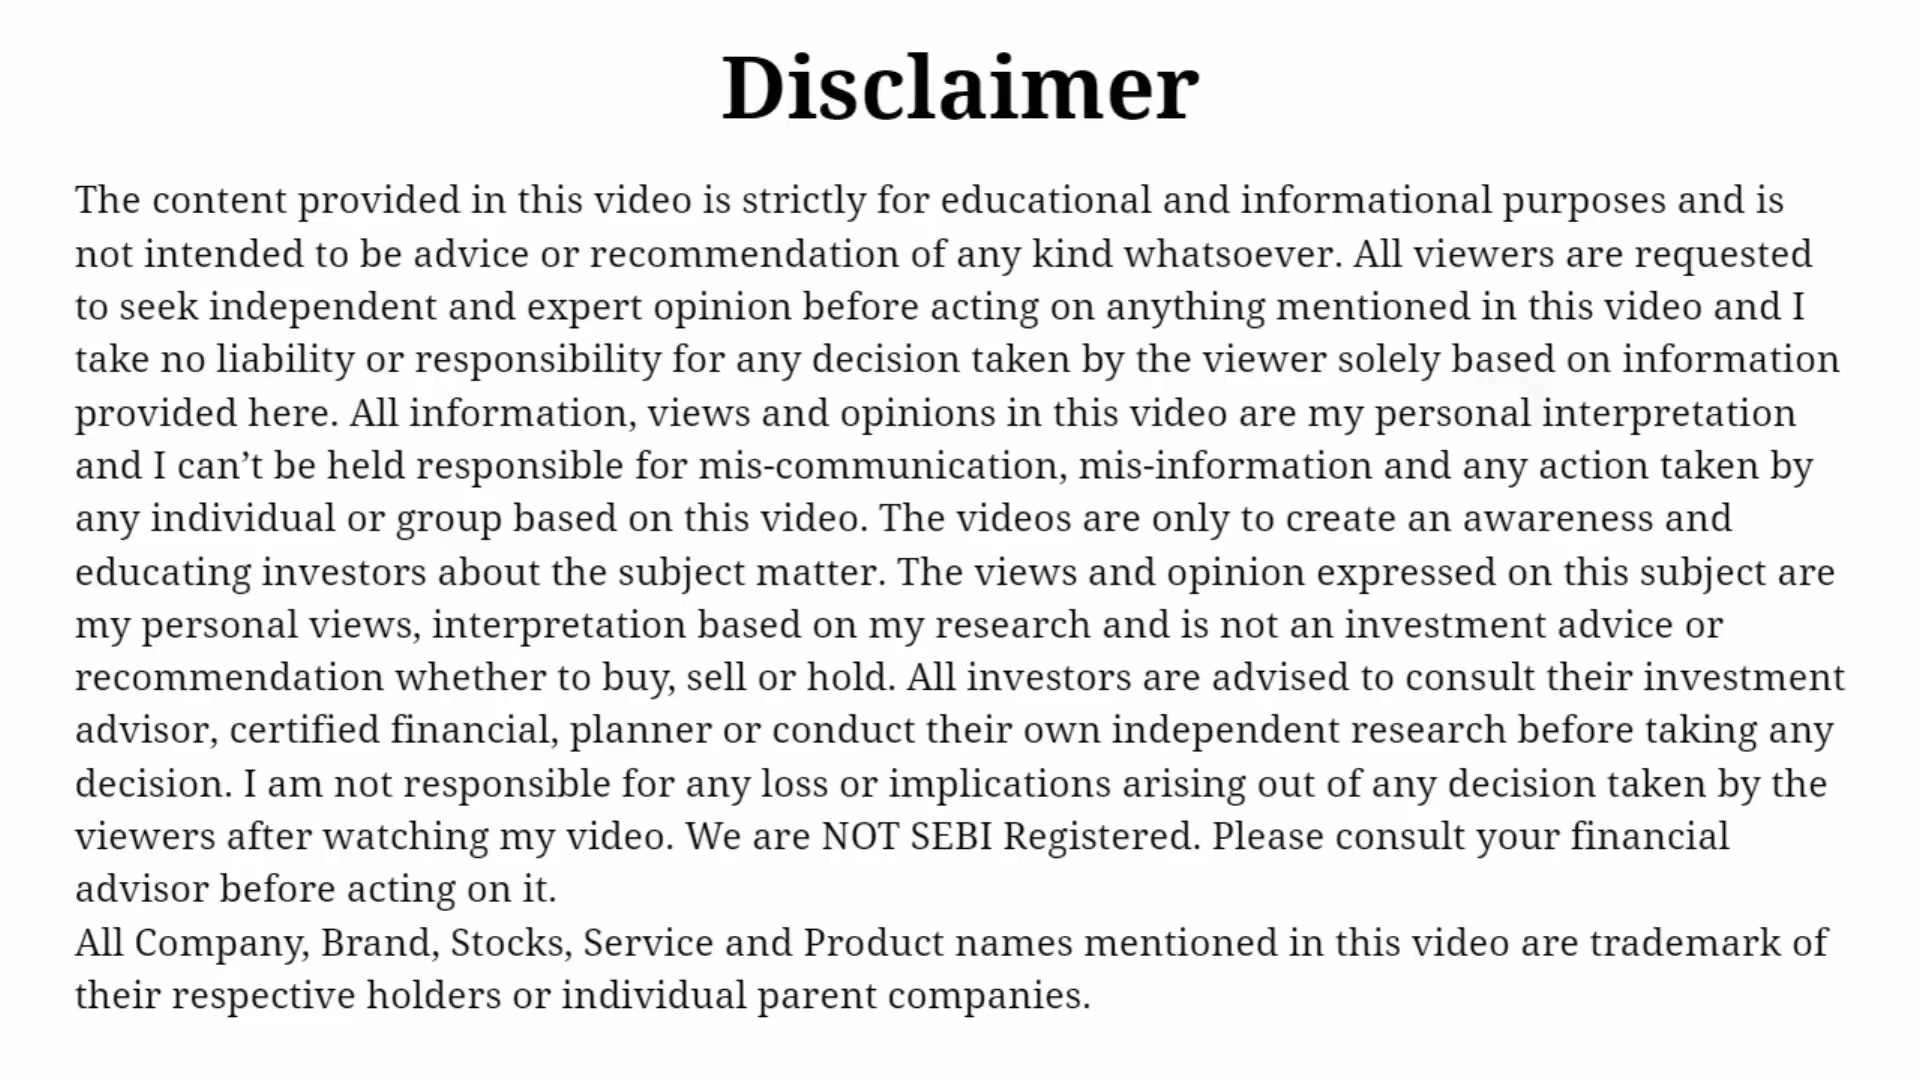 Disclaimer
The content provided in this video is strictly for educational and informational purposes and is
not intended to be advice or recommendation of any kind whatsoever. All viewers are requested
to seek independent and expert opinion before acting on anything mentioned in this video and I
take no liability or responsibility for any decision taken by the viewer solely based on information
provided here. All information, views and opinions in this video are my personal interpretation
and I can’t be held responsible for mis-communication, mis-information and any action taken by
any individual or group based on this video. The videos are only to create an awareness and
educating investors about the subject matter. The views and opinion expressed on this subject are
my personal views, interpretation based on my research and is not an investment advice or
recommendation whether to buy, sell or hold. All investors are advised to consult their investment
advisor, certified financial, planner or conduct their own independent research before taking any
decision. I am not responsible for any loss or implications arising out of any decision taken by the
viewers after watching my video. We are NOT SEBI Registered. Please consult your financial
advisor before acting on it.
All Company, Brand, Stocks, Service and Product names mentioned in this video are trademark of
their respective holders or individual parent companies.